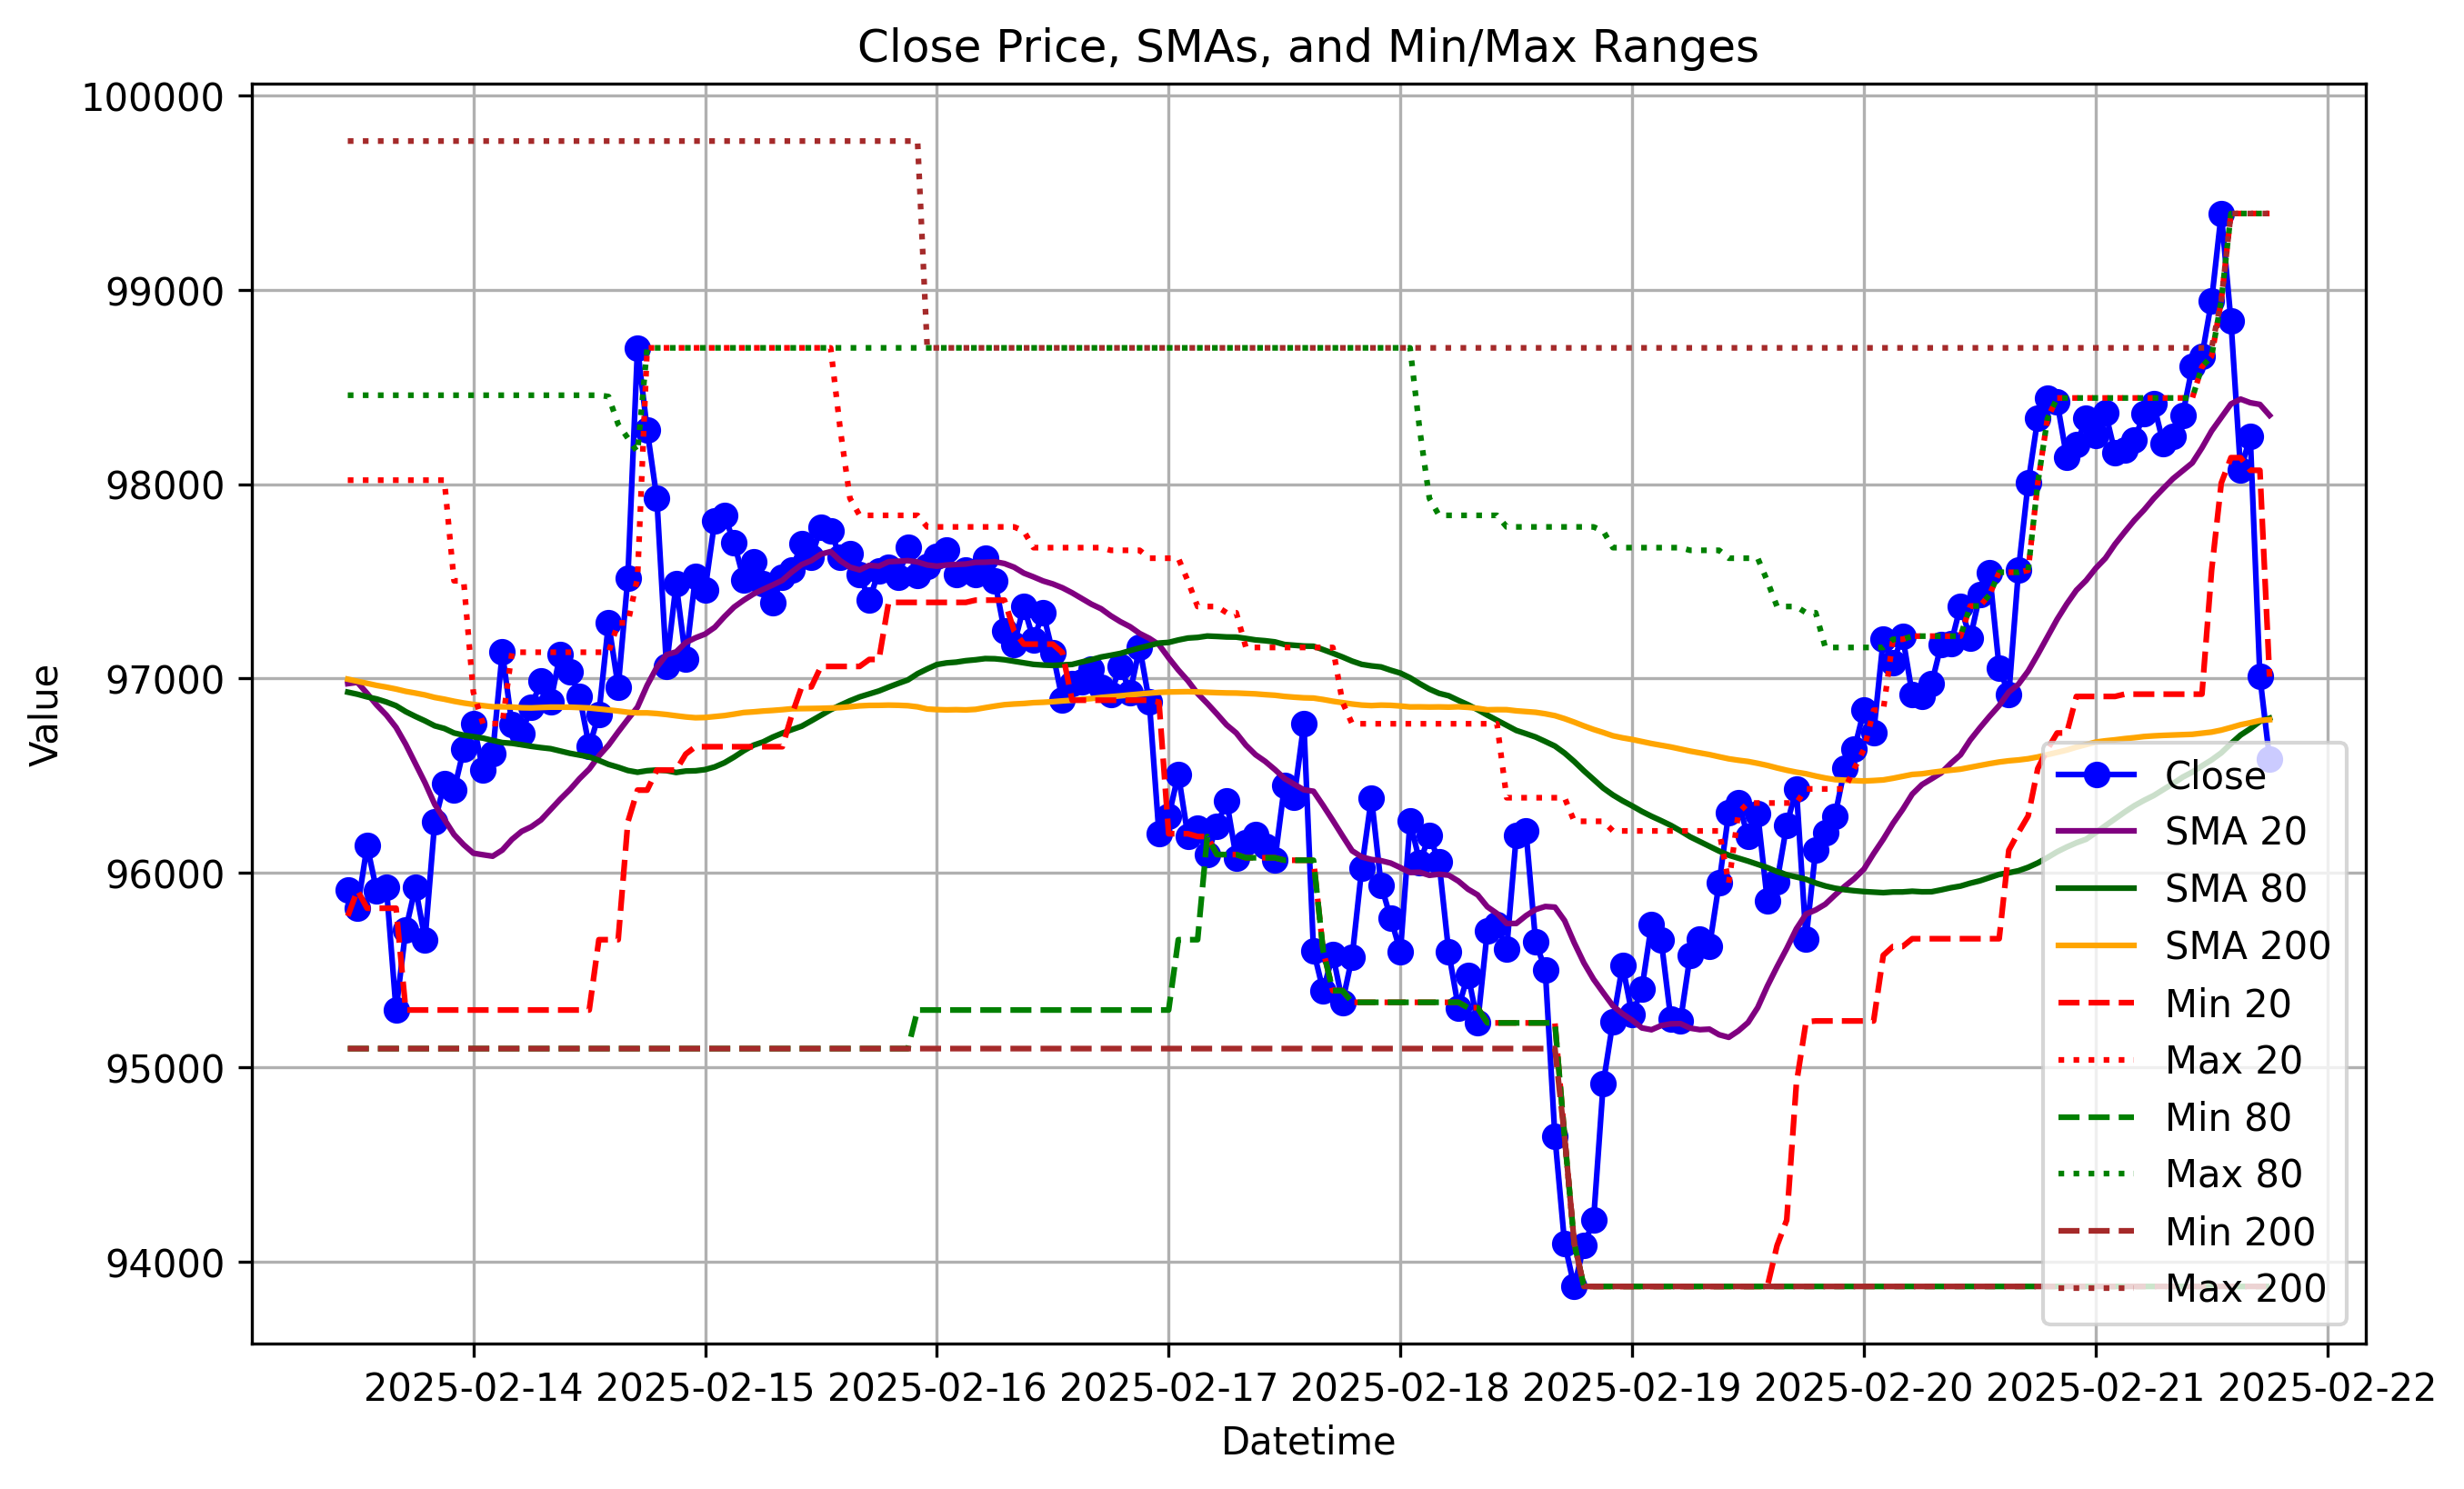 Close Price, SMAs, and Min/Max Ranges
100000
99000
98000
97000
96000
95000
94000
Value
Close
SMA 20
SMA 80
SMA 200
Min 20
Max 20
Min 80
Max 80
Min 200
Max 200
2025-02-14 2025-02-15 2025-02-16 2025-02-17 2025-02-18 2025-02-19 2025-02-20 2025-02-21 2025-02-22
Datetime